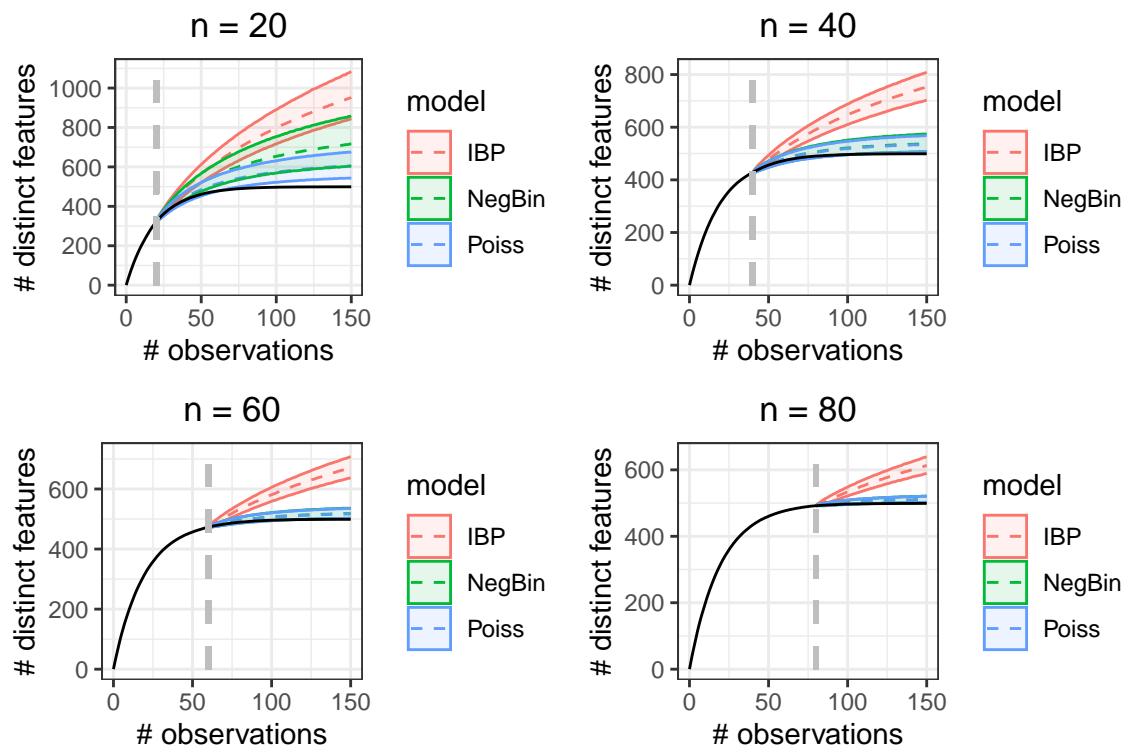 n = 20
# distinct features
1000
800
600
400
200
0
0 50 100 150
# observations
model
IBP
NegBin
Poiss
n = 40
# distinct features
800
600
400
200
0
0 50 100 150
# observations
model
IBP
NegBin
Poiss
n = 60
# distinct features
600
400
200
0
0 50 100 150
# observations
model
IBP
NegBin
Poiss
n = 80
# distinct features
600
400
200
0
0 50 100 150
# observations
model
IBP
NegBin
Poiss